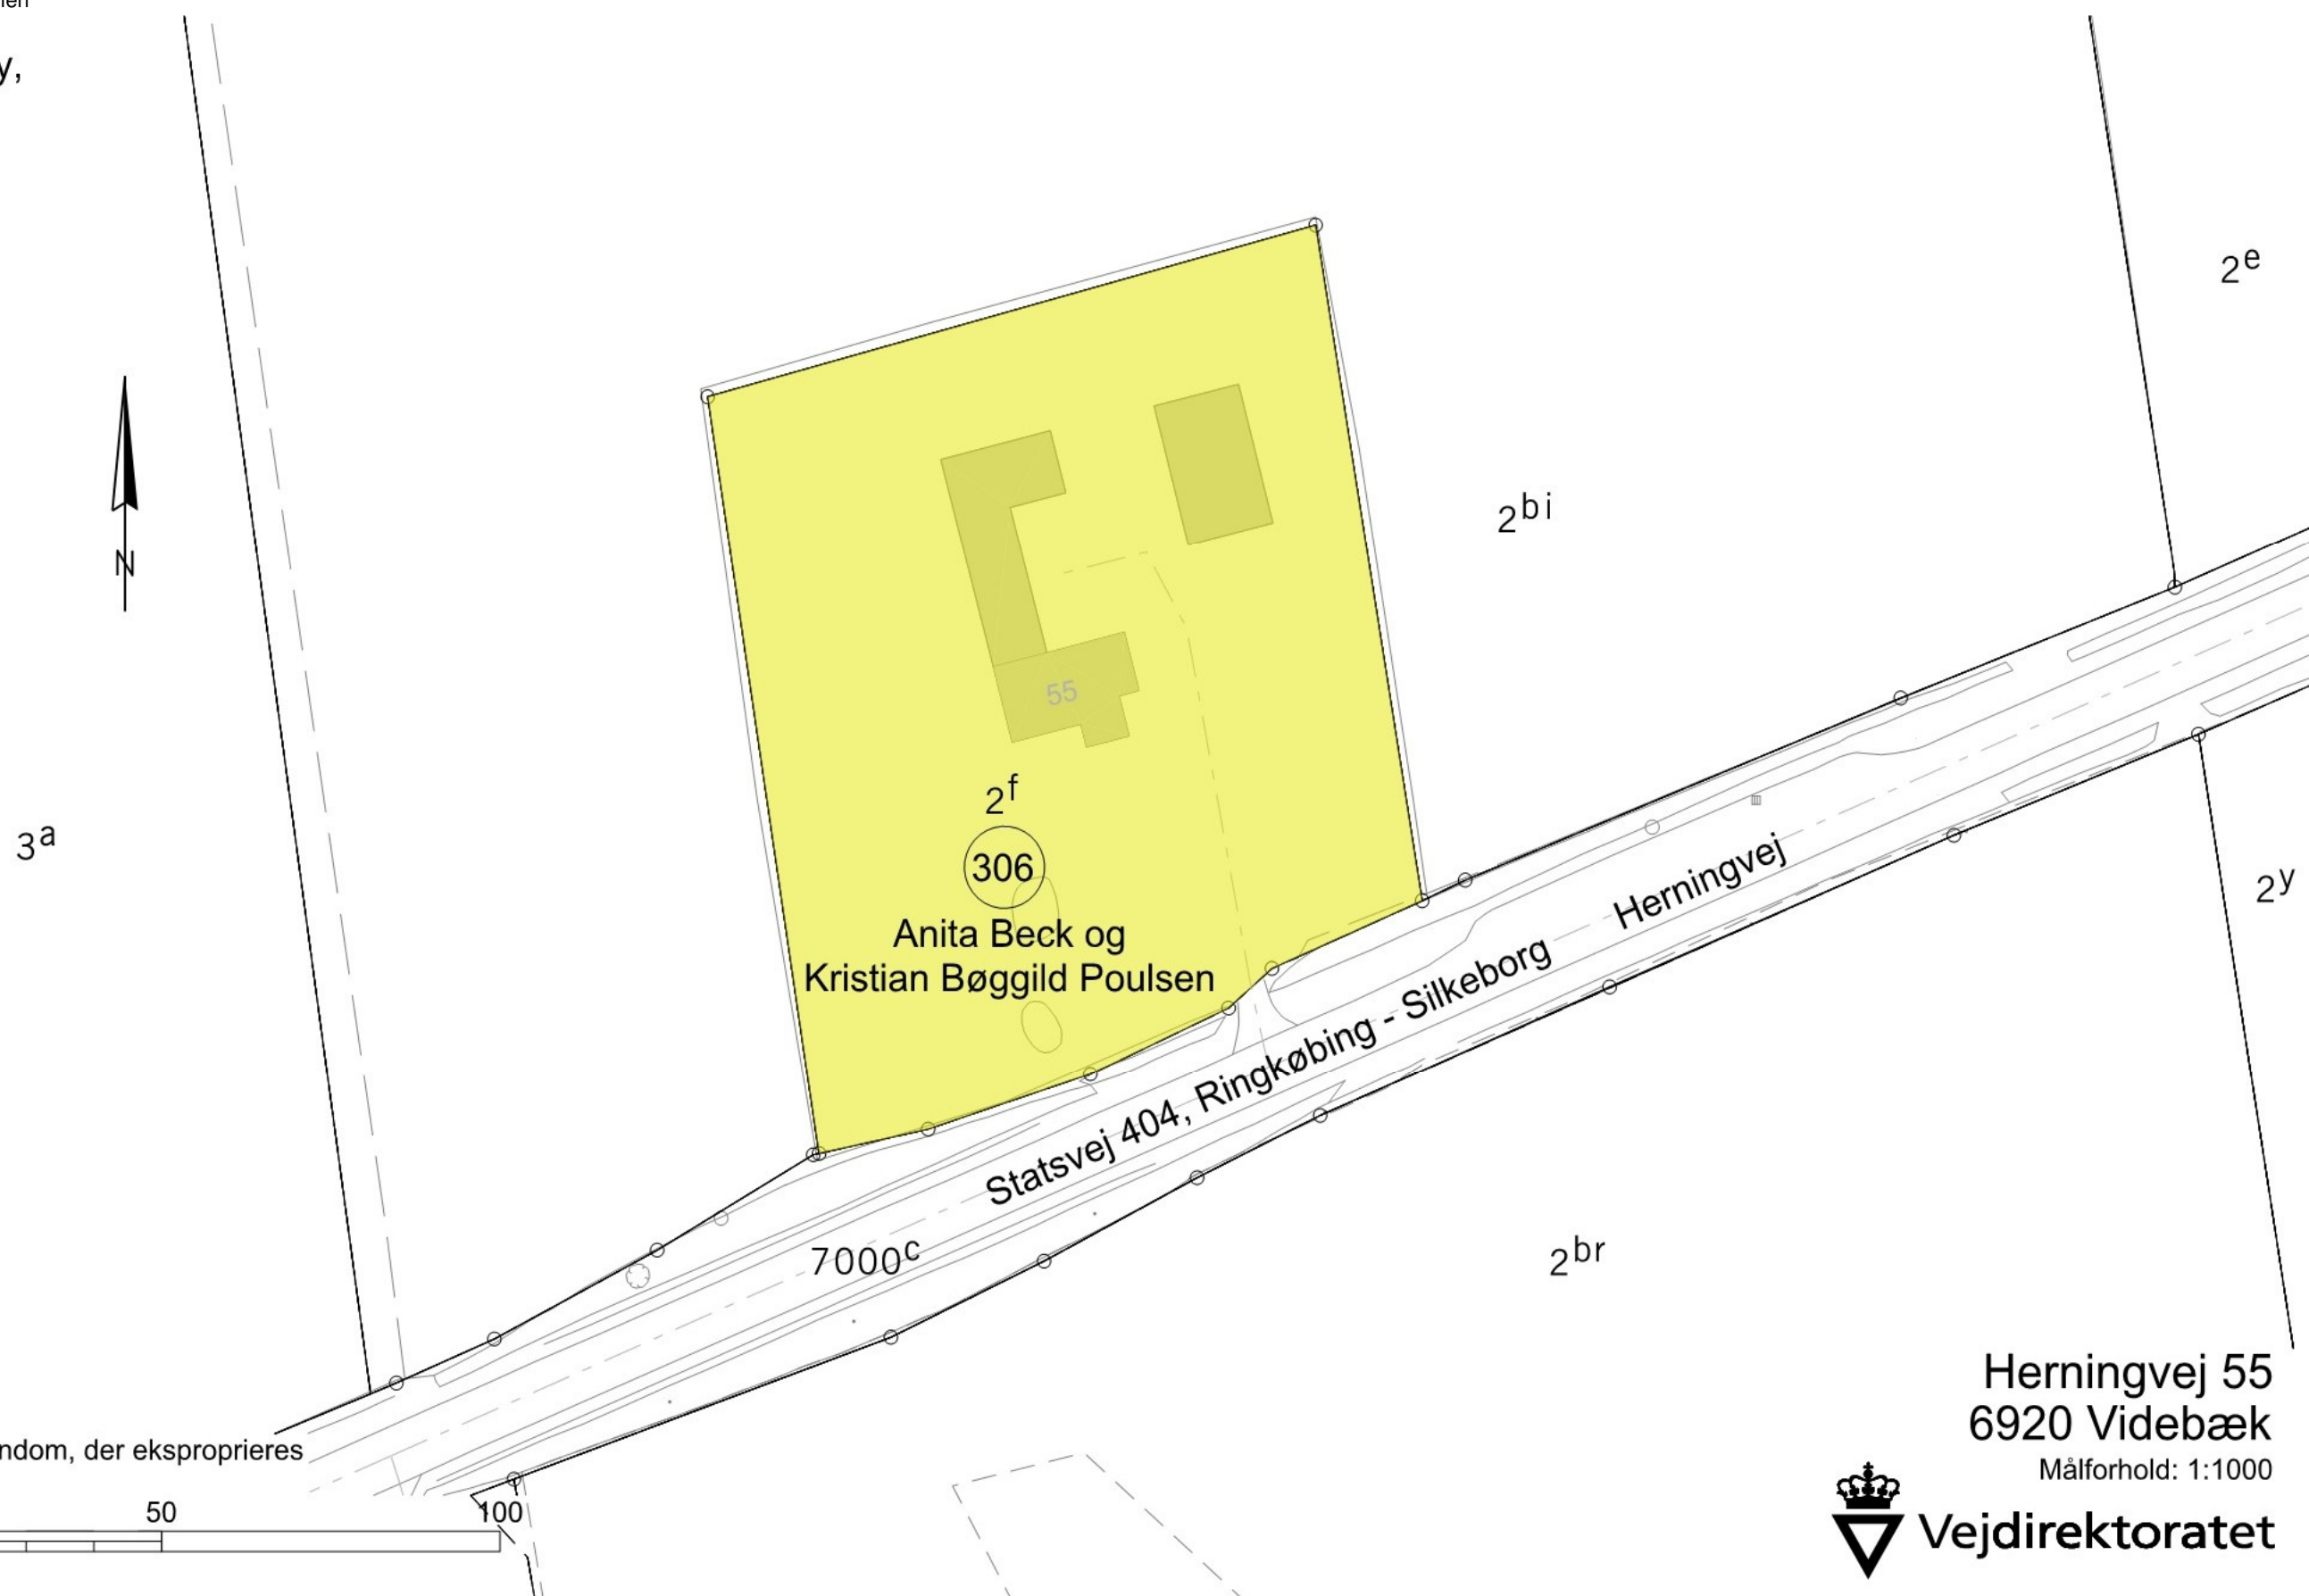 y,
2e
2bi
N
55
2f
306
3a
Anita Beck og
Kristian Bøggild Poulsen
Herningvej
2y
Statsvej 404, Ringkøbing - Silkeborg
7000c
2br
Herningvej 55
6920 Videbæk
Målforhold: 1:1000
ndom, der eksproprieres
50
100
Vejdirektoratet